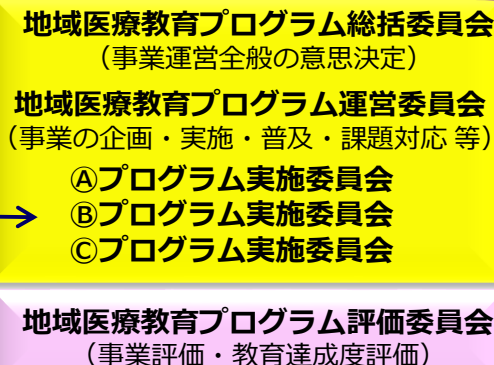 地域医療教育プログラム総括委員会
（事業運営全般の意思決定）
地域医療教育プログラム運営委員会
（事業の企画・実施・普及・課題対応 等）
Ⓐプログラム実施委員会
Ⓑプログラム実施委員会
Ⓒプログラム実施委員会
地域医療教育プログラム評価委員会
（事業評価・教育達成度評価）